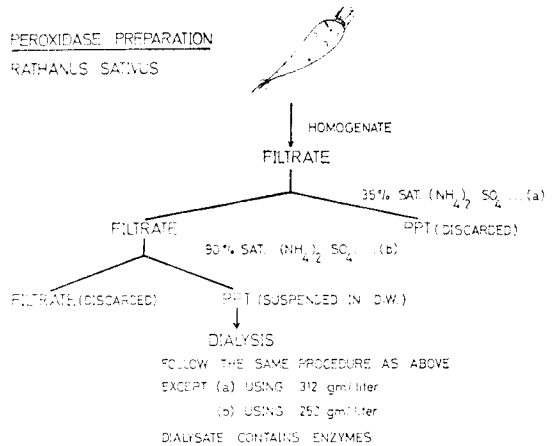 PEROXIDASE PREPARATION
RATHANUS SATIVUS
HOMOGENATE
FILTRATE
35% SAT. (NH4)2 SO4 ...(a)
FILTRATE
PPT (DISCARDED)
90% SAT. (NH4)2 SO4 ...(b)
FILTRATE (DISCARDED)
PPT (SUSPENDED IN D.W.)
DIALYSIS
FOLLOW THE SAME PROCEDURE AS ABOVE
EXCEPT (a) USING 312 gm/liter
(b) USING 252 gm/liter
DIALYSATE CONTAINS ENZYMES